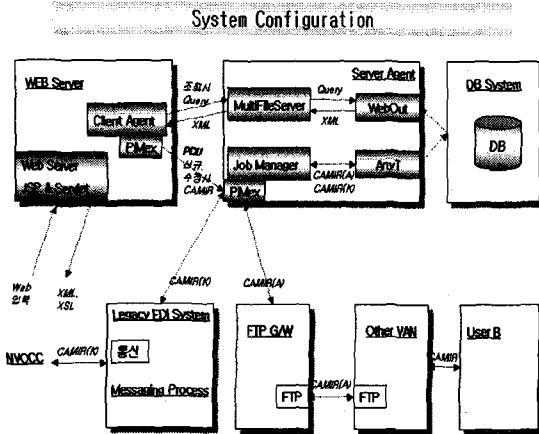 System Configuration
WEB Server
Client Agent
PiMex
Web Server
JSP & Servlet
조회시
Query
XML
PDU
신규
수정시
CAMIR
Server Agent
MultiFileServer
Query
XML
WebOut
Job Manager
PiMex
CAMIR(A)
CAMIR(K)
AnyT
DB System
DB
Web
입력
XML,
XSL
CAMIR(K)
CAMIR(A)
Legacy EDI System
통신
Messaging Process
NVOCC
CAMIR(K)
FTP G/W
FTP
CAMIR(A)
Other VAN
FTP
CAMIR
User B